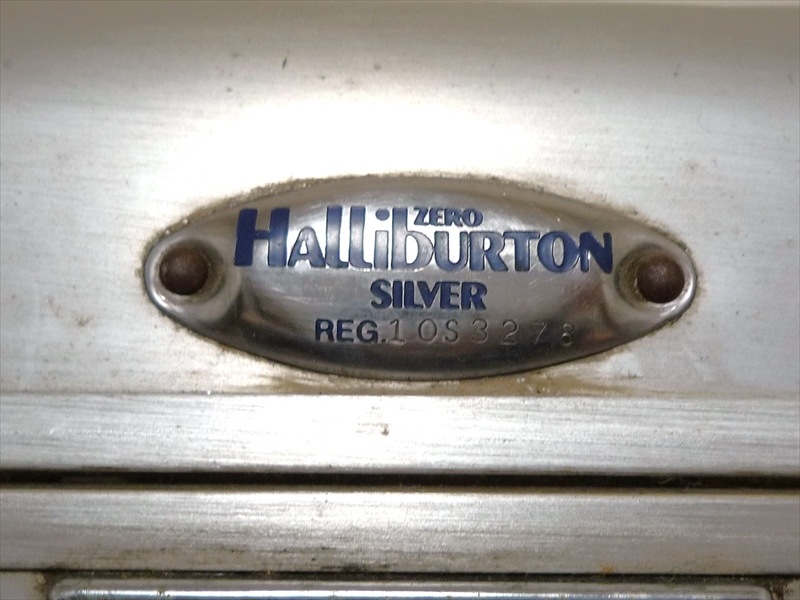 ZERO
HALLIBURTON
SILVER
REG.10S3278